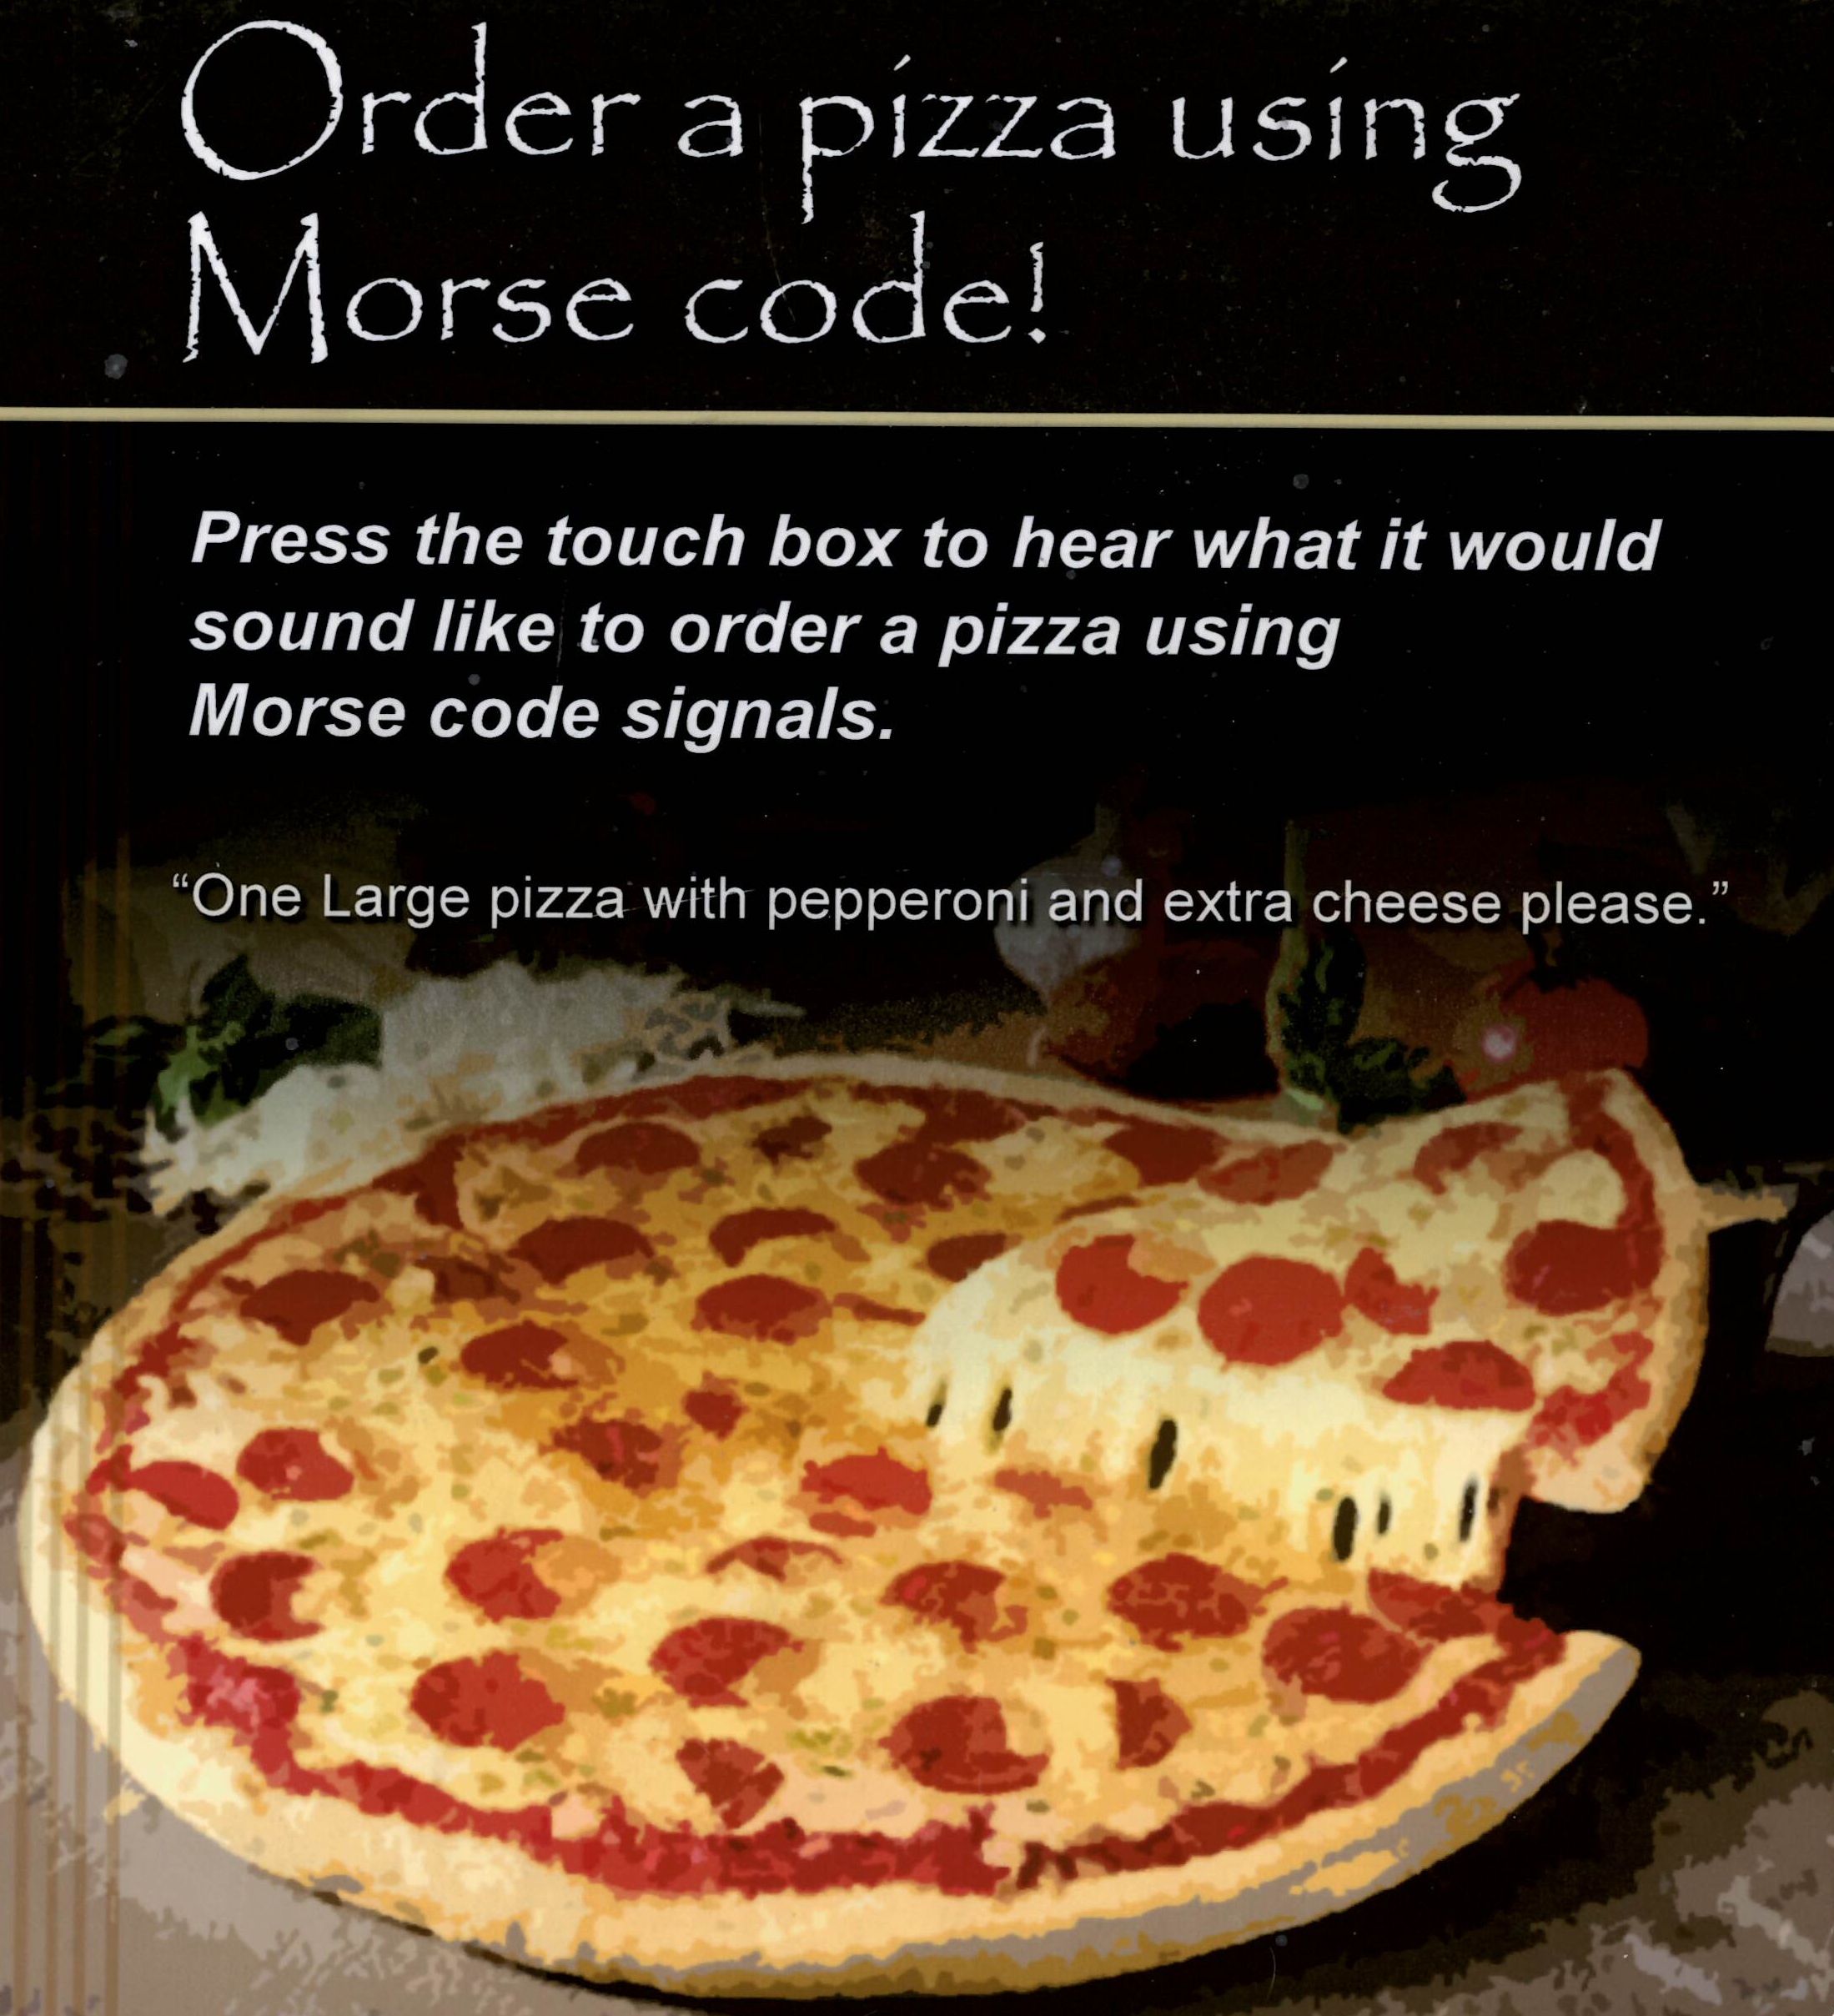 Order a pizza using
Morse code!
Press the touch box to hear what it would
sound like to order a pizza using
Morse code signals.
“One Large pizza with pepperoni and extra cheese please.”